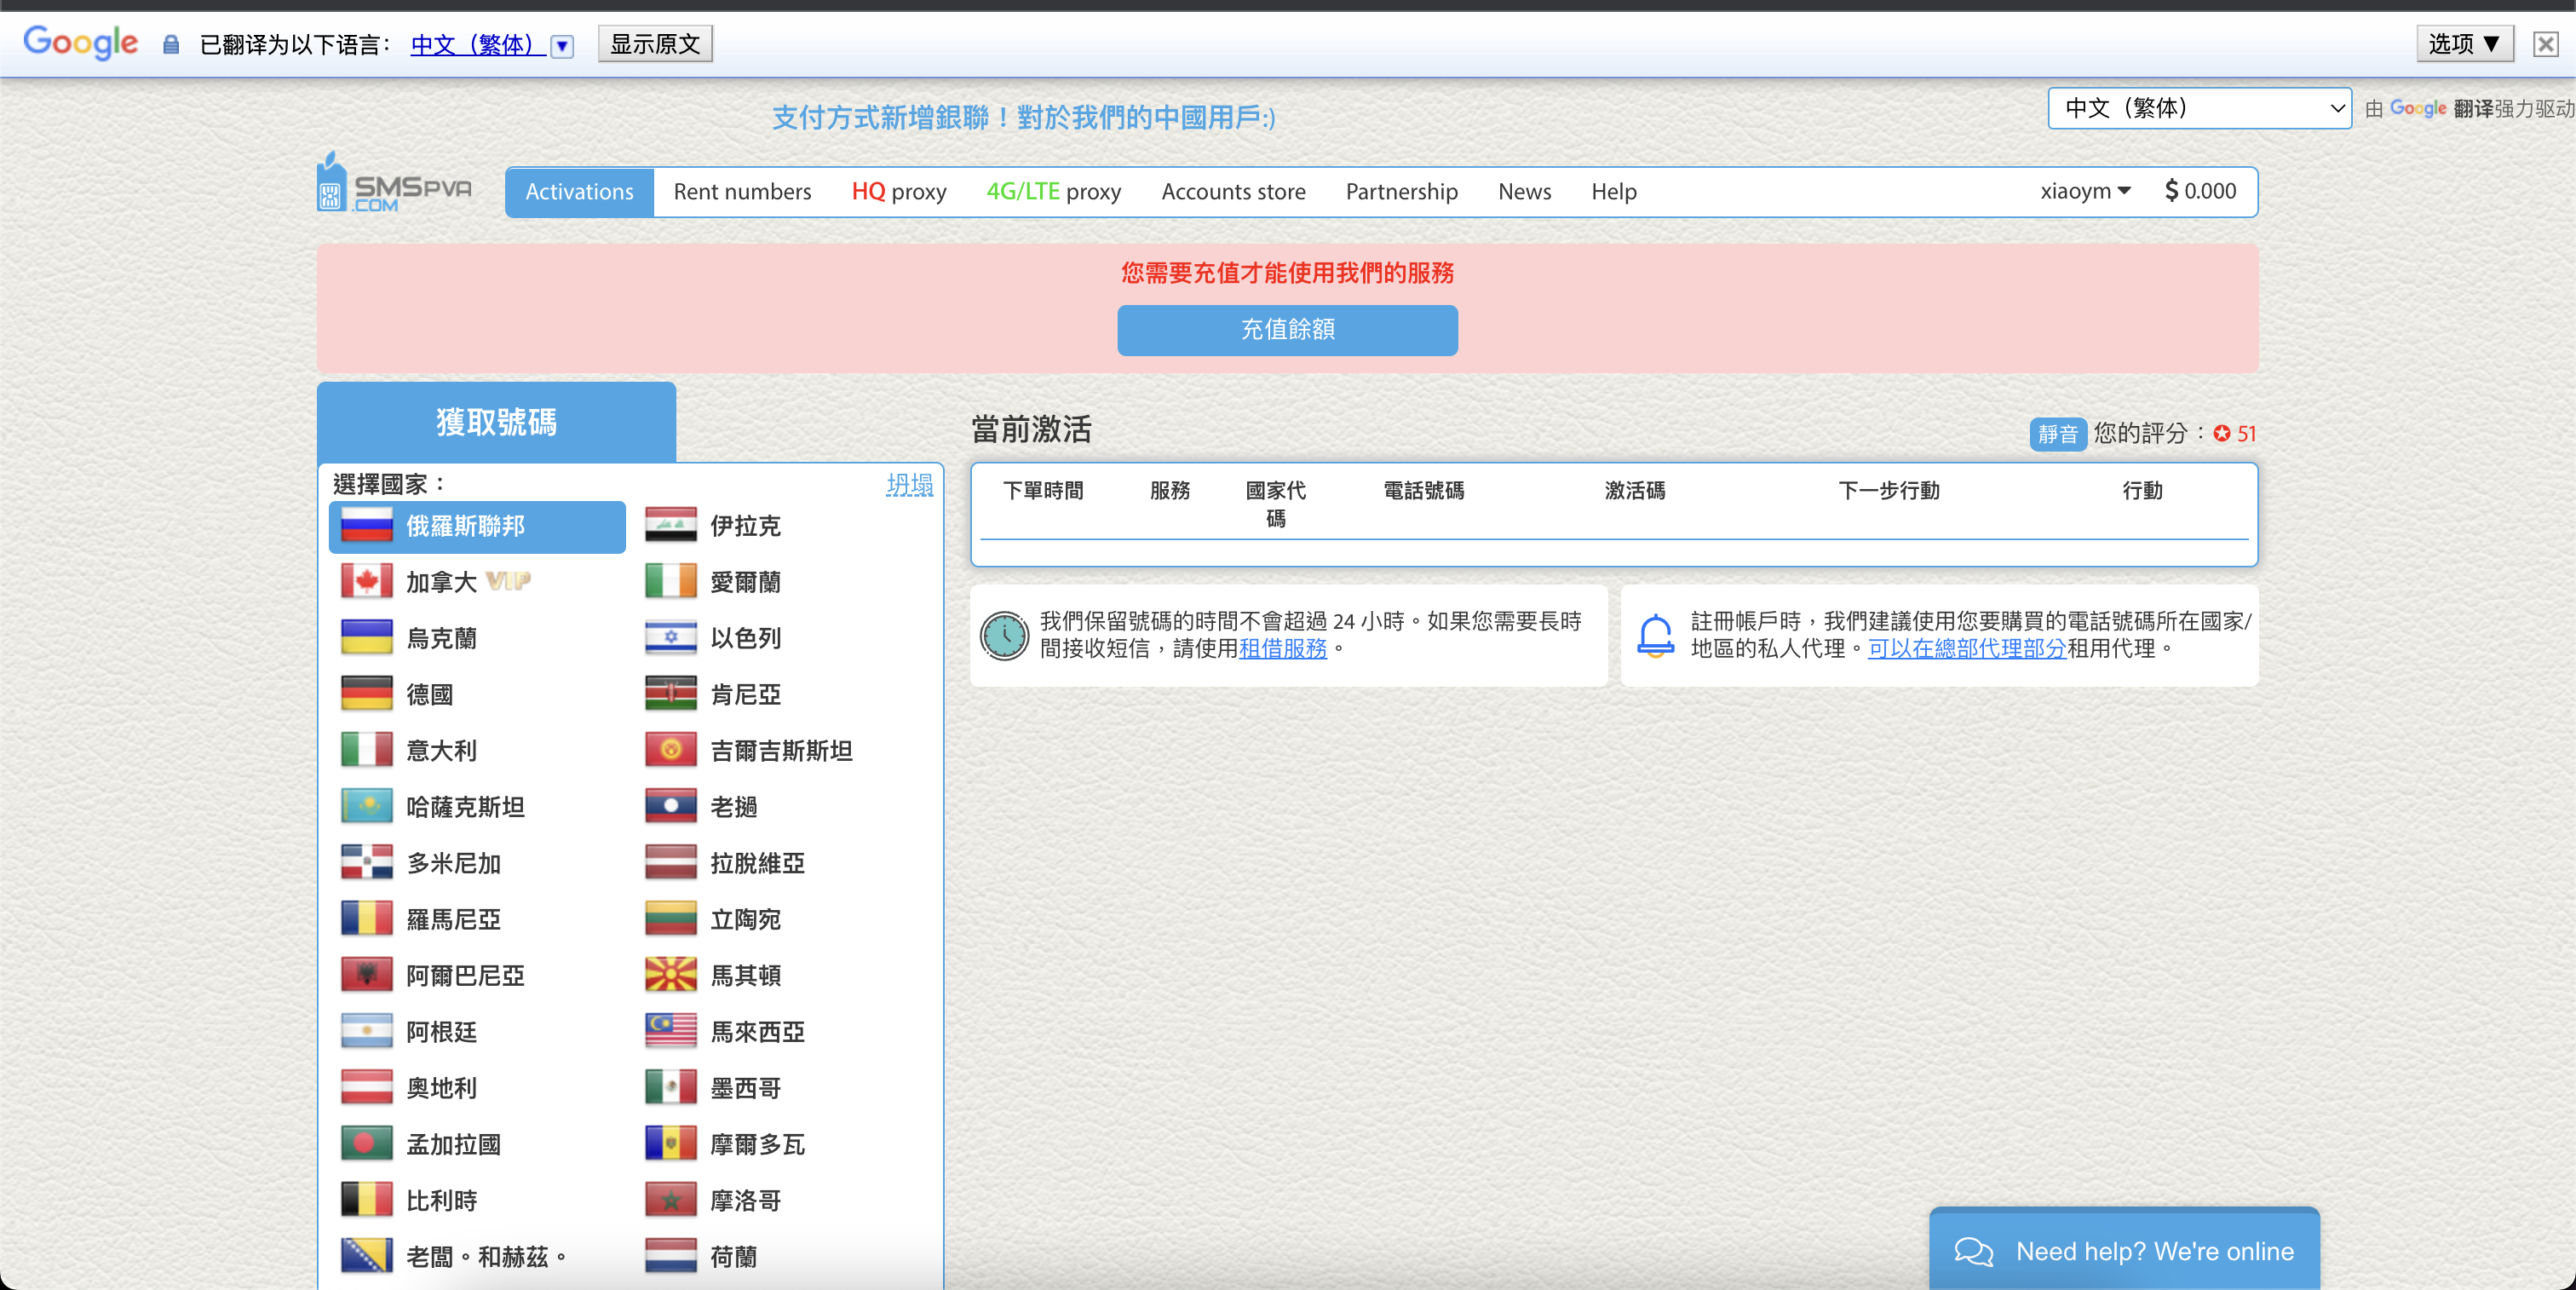 Google 已翻译为以下语言： 中文（繁体） 显示原文 选项 ▼
支付方式新增銀聯！對於我們的中國用戶:)
中文（繁体） 由 Google 翻译强力驱动
SMSPVA
.COM
Activations Rent numbers HQ proxy 4G/LTE proxy Accounts store Partnership News Help xiaoym $ 0.000
您需要充值才能使用我們的服務
充值餘額
獲取號碼
當前激活
靜音 您的評分： 51
選擇國家： 坍塌
下單時間 服務 國家代碼 電話號碼 激活碼 下一步行動 行動
俄羅斯聯邦 伊拉克
加拿大 VIP 愛爾蘭
烏克蘭 以色列
德國 肯尼亞
意大利 吉爾吉斯斯坦
哈薩克斯坦 老撾
多米尼加 拉脫維亞
羅馬尼亞 立陶宛
阿爾巴尼亞 馬其頓
阿根廷 馬來西亞
奧地利 墨西哥
孟加拉國 摩爾多瓦
比利時 摩洛哥
老闆。和赫茲。 荷蘭
我們保留號碼的時間不會超過 24 小時。如果您需要長時
間接收短信，請使用租借服務。
註冊帳戶時，我們建議使用您要購買的電話號碼所在國家/
地區的私人代理。可以在總部代理部分租用代理。
Need help? We're online